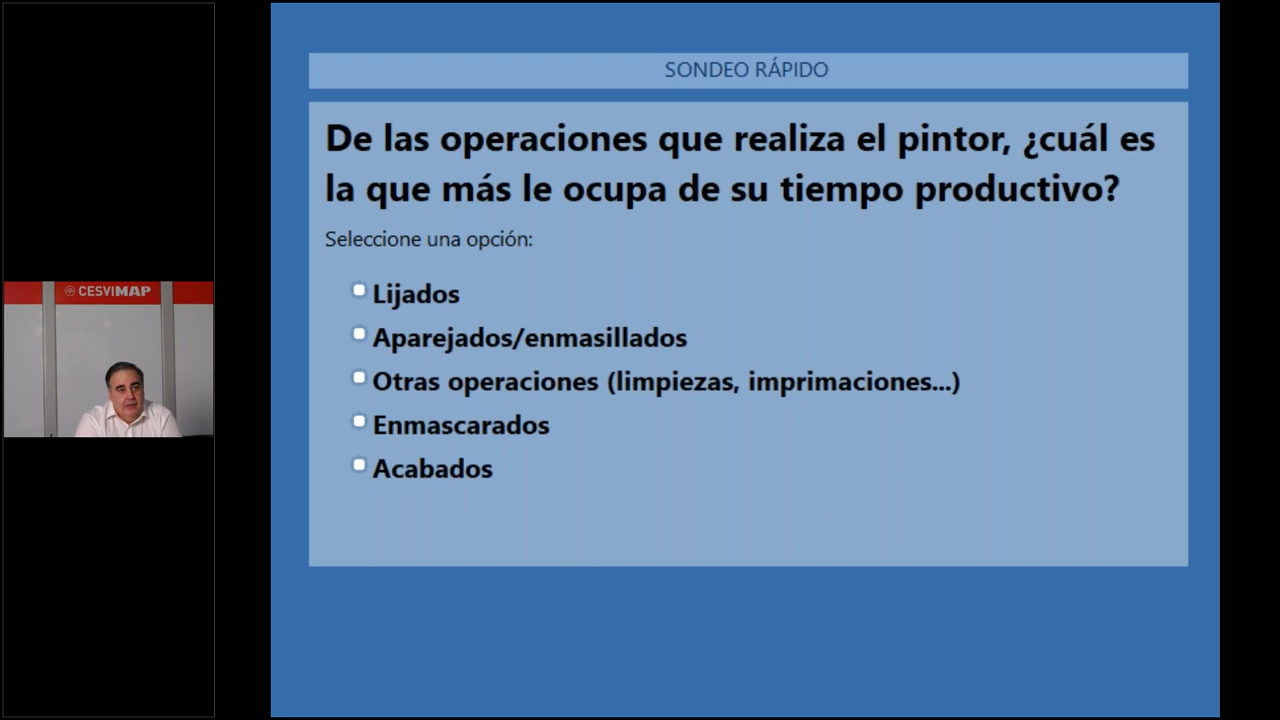 SONDEO RÁPIDO
De las operaciones que realiza el pintor, ¿cuál es
la que más le ocupa de su tiempo productivo?
Seleccione una opción:
Lijados
Aparejados/enmasillados
Otras operaciones (limpiezas, imprimaciones...)
Enmascarados
Acabados
CESVIMAP